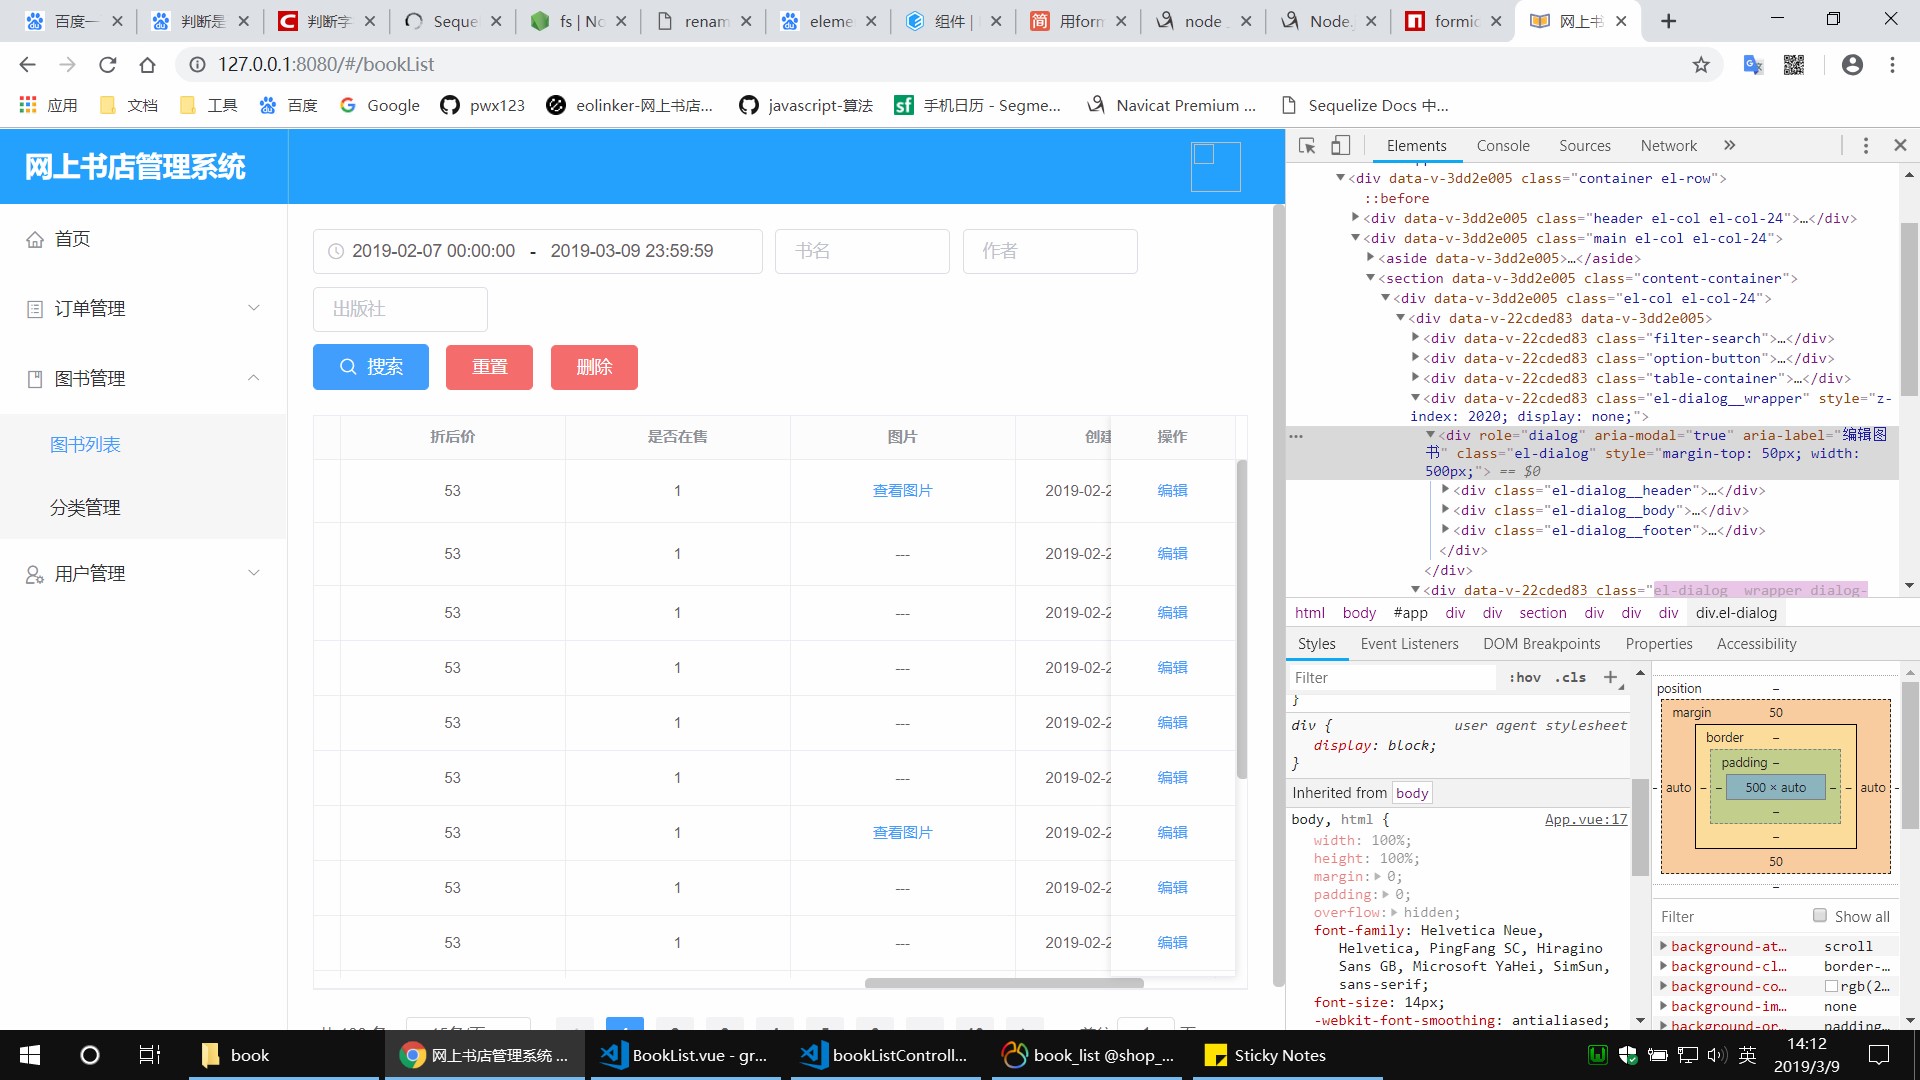 百度一
判断是
判断字
Seque
fs | No
renam
eleme
组件 |
用form
node
Node.
formic
网上书
127.0.0.1:8080/#/bookList
应用
文档
工具
百度
Google
pwx123
eolinker-网上书店...
javascript-算法
手机日历 - Segme...
Navicat Premium ...
Sequelize Docs 中...
网上书店管理系统
首页
订单管理
图书管理
图书列表
分类管理
用户管理
2019-02-07 00:00:00 - 2019-03-09 23:59:59
书名
作者
出版社
搜索
重置
删除
折后价 是否在售 图片 创建 操作
53 1 查看图片 2019-02-2 编辑
53 1 --- 2019-02-2 编辑
53 1 --- 2019-02-2 编辑
53 1 --- 2019-02-2 编辑
53 1 --- 2019-02-2 编辑
53 1 --- 2019-02-2 编辑
53 1 查看图片 2019-02-2 编辑
53 1 --- 2019-02-2 编辑
53 1 --- 2019-02-2 编辑
Elements Console Sources Network »
<div data-v-3dd2e005 class="container el-row">
::before
<div data-v-3dd2e005 class="header el-col el-col-24">…</div>
<div data-v-3dd2e005 class="main el-col el-col-24">
<aside data-v-3dd2e005>…</aside>
<section data-v-3dd2e005 class="content-container">
<div data-v-3dd2e005 class="el-col el-col-24">
<div data-v-22cded83 data-v-3dd2e005>
<div data-v-22cded83 class="filter-search">…</div>
<div data-v-22cded83 class="option-button">…</div>
<div data-v-22cded83 class="table-container">…</div>
<div data-v-22cded83 class="el-dialog__wrapper" style="z-
index: 2020; display: none;">
<div role="dialog" aria-modal="true" aria-label="编辑图
书" class="el-dialog" style="margin-top: 50px; width:
500px;"> == $0
<div class="el-dialog__header">…</div>
<div class="el-dialog__body">…</div>
<div class="el-dialog__footer">…</div>
</div>
</div>
<div data-v-22cded83 class="el-dialog__wrapper dialog-
html body #app div div section div div div div.el-dialog
Styles Event Listeners DOM Breakpoints Properties Accessibility
Filter :hov .cls +
}
div { user agent stylesheet
display: block;
}
Inherited from body
body, html { App.vue:17
width: 100%;
height: 100%;
margin: 0;
padding: 0;
overflow: hidden;
font-family: Helvetica Neue,
Helvetica, PingFang SC, Hiragino
Sans GB, Microsoft YaHei, SimSun,
sans-serif;
font-size: 14px;
-webkit-font-smoothing: antialiased;
position –
margin 50
border –
padding –
auto – – 500 × auto – – auto
–
–
50
–
Filter Show all
background-at… scroll
background-cl… border-…
background-co… rgb(2…
background-im… none
background-or… padding…
book
网上书店管理系统 ...
BookList.vue - gr...
bookListControll...
book_list @shop_...
Sticky Notes
英
14:12
2019/3/9